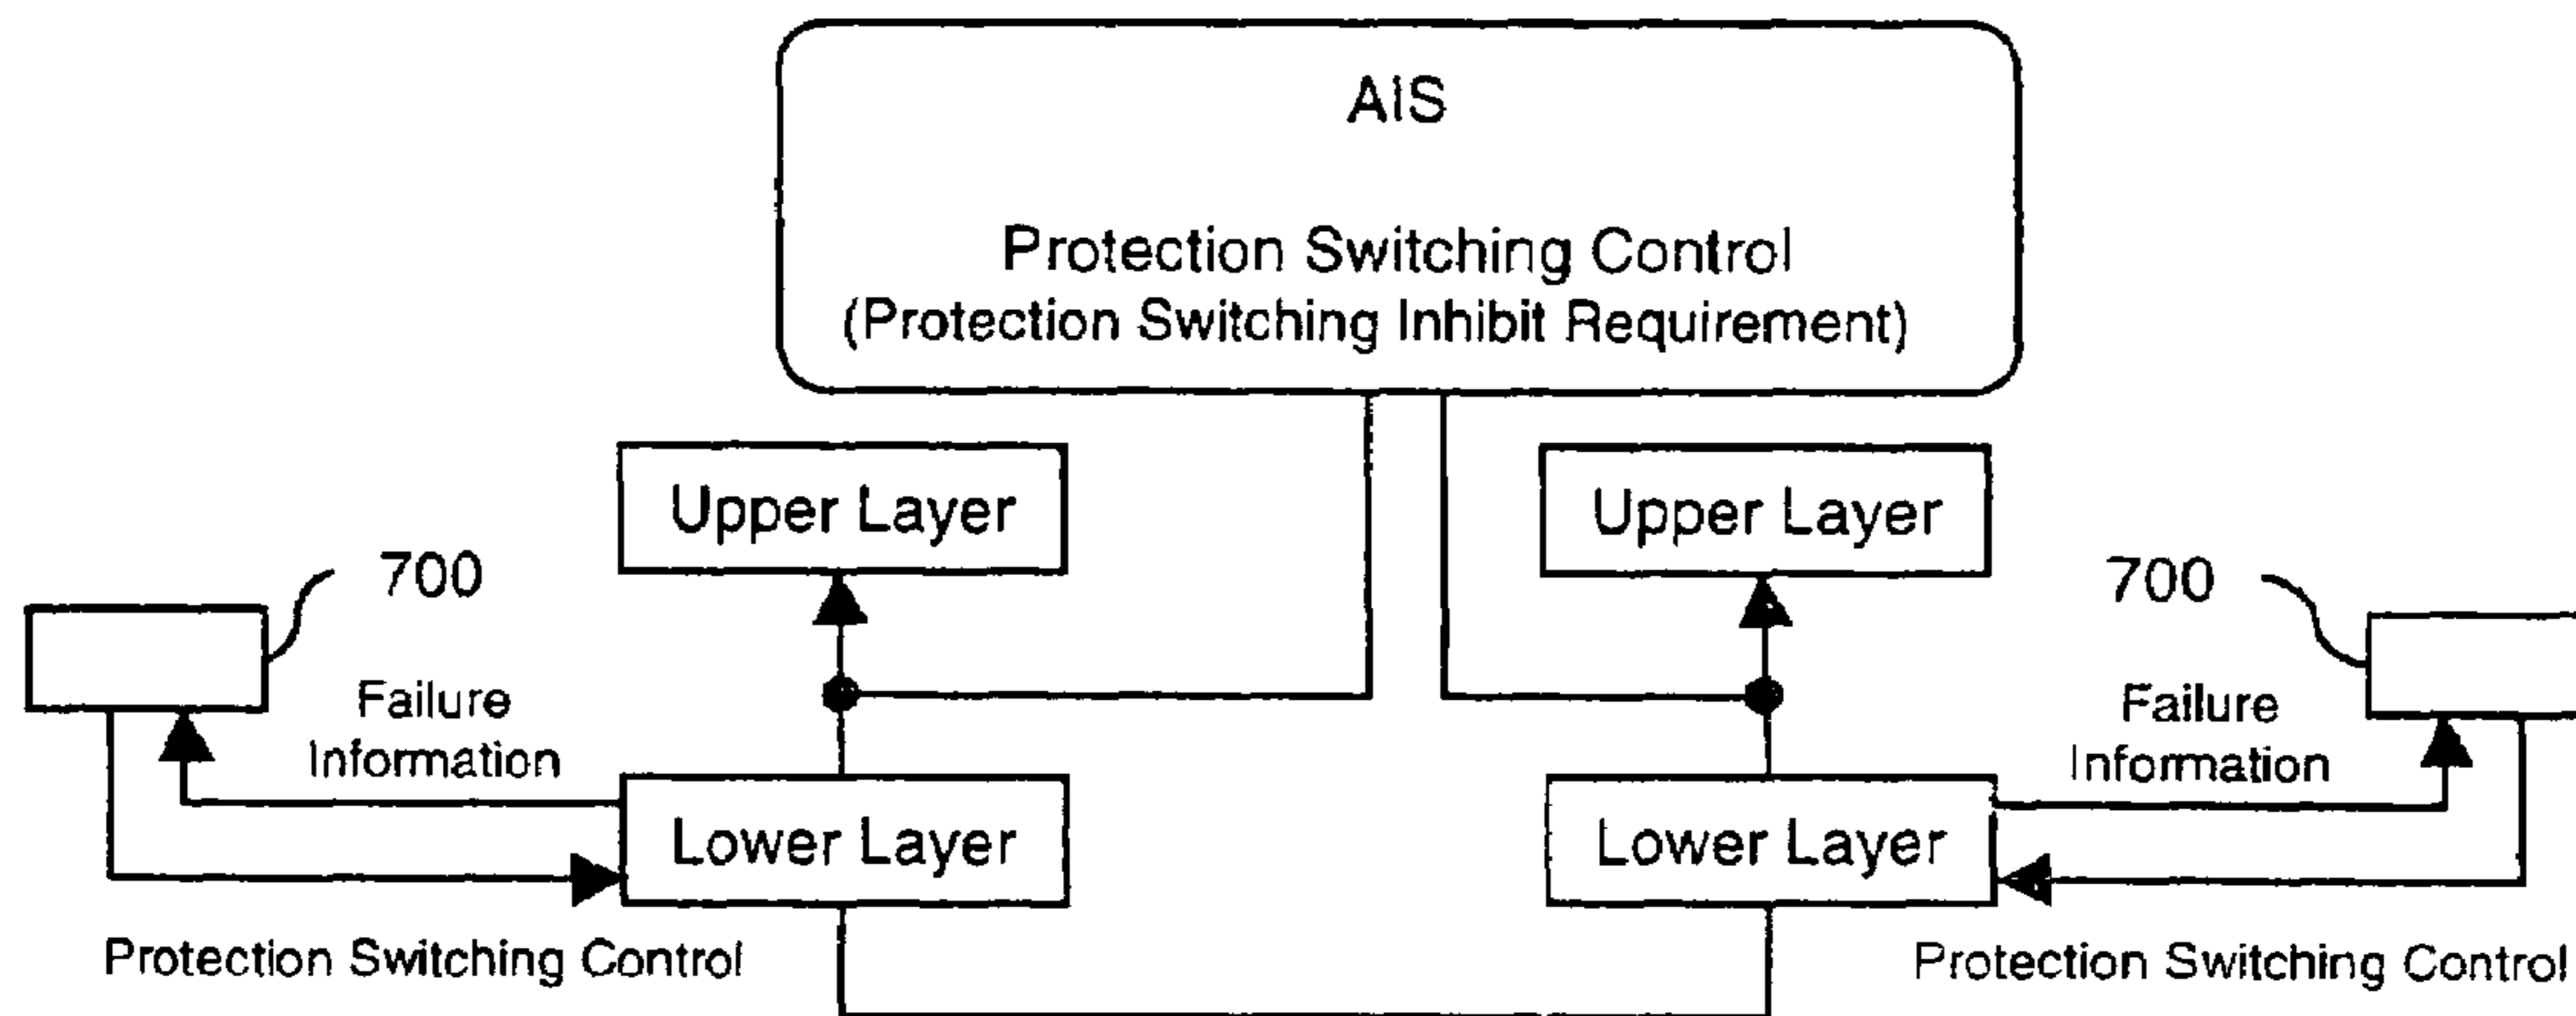 AIS
Protection Switching Control
(Protection Switching Inhibit Requirement)
Upper Layer
Upper Layer
700
700
Failure
Information
Failure
Information
Lower Layer
Lower Layer
Protection Switching Control
Protection Switching Control